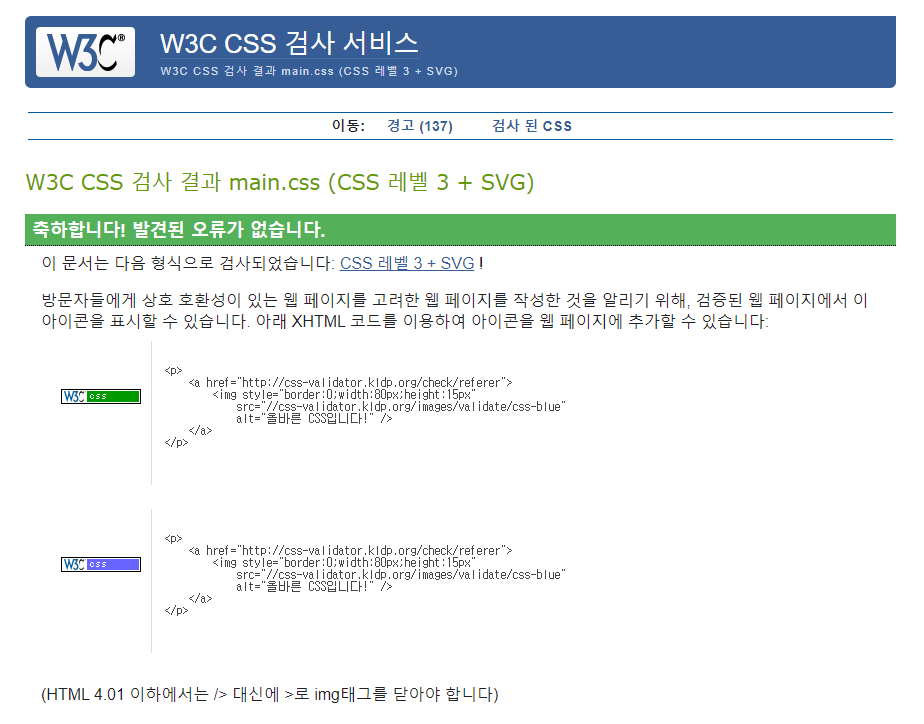 W3C®
W3C CSS 검사 서비스
W3C CSS 검사 결과 main.css (CSS 레벨 3 + SVG)
이동: 경고 (137) 검사 된 CSS
W3C CSS 검사 결과 main.css (CSS 레벨 3 + SVG)
축하합니다! 발견된 오류가 없습니다.
이 문서는 다음 형식으로 검사되었습니다: CSS 레벨 3 + SVG !
방문자들에게 상호 호환성이 있는 웹 페이지를 고려한 웹 페이지를 작성한 것을 알리기 위해, 검증된 웹 페이지에서 이
아이콘을 표시할 수 있습니다. 아래 XHTML 코드를 이용하여 아이콘을 웹 페이지에 추가할 수 있습니다:
W3C css
<p>
<a href="http://css-validator.kldp.org/check/referer">
<img style="border:0;width:80px;height:15px"
src="//css-validator.kldp.org/images/validate/css-blue"
alt="올바른 CSS입니다!" />
</a>
</p>
W3C css
<p>
<a href="http://css-validator.kldp.org/check/referer">
<img style="border:0;width:80px;height:15px"
src="//css-validator.kldp.org/images/validate/css-blue"
alt="올바른 CSS입니다!" />
</a>
</p>
(HTML 4.01 이하에서는 /> 대신에 >로 img태그를 닫아야 합니다)